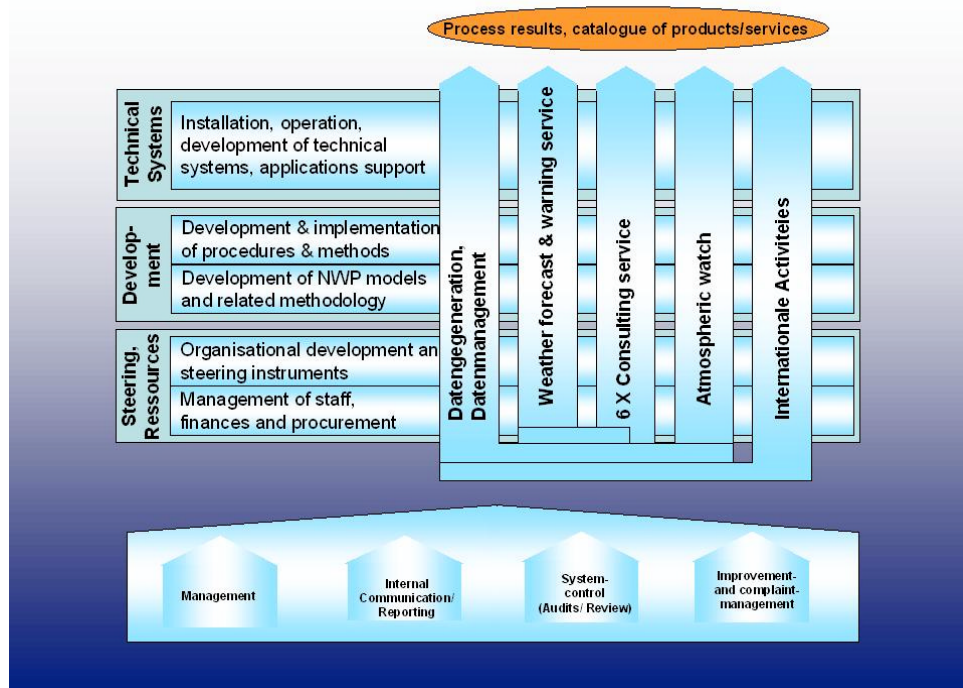 Process results, catalogue of products/services
Technical
Systems
Installation, operation,
development of technical
systems, applications support
Develop-
ment
Development & implementation
of procedures & methods
Development of NWP models
and related methodology
Steering,
Ressources
Organisational development an
steering instruments
Management of staff,
finances and procurement
Datengegeneration,
Datenmanagement
Weather forecast & warning service
6 X Consulting service
Atmospheric watch
Internationale Activiteies
Management
Internal
Communication/
Reporting
System-
control
(Audits/ Review)
Improvement-
and complaint-
management